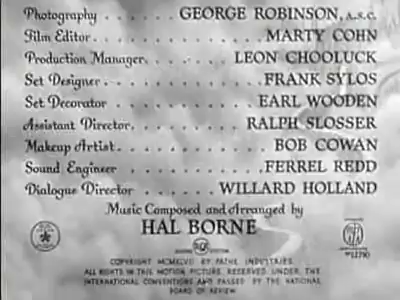 Photography . . . . . . GEORGE ROBINSON, A.S.C.
Film Editor . . . . . . . . . . . . . MARTY COHN
Production Manager . . . . . . LEON CHOOLUCK
Set Designer . . . . . . . . . . . . FRANK SYLOS
Set Decorator . . . . . . . . . . . EARL WOODEN
Assistant Director . . . . . . . . RALPH SLOSSER
Makeup Artist . . . . . . . . . . . . BOB COWAN
Sound Engineer . . . . . . . . . . FERREL REDD
Dialogue Director . . . . . . WILLARD HOLLAND
Music Composed and Arranged by
HAL BORNE
RCA
COPYRIGHT MCMXLVII BY PATHE INDUSTRIES
ALL RIGHTS IN THIS MOTION PICTURE RESERVED UNDER THE
INTERNATIONAL CONVENTIONS AND PASSED BY THE NATIONAL
BOARD OF REVIEW